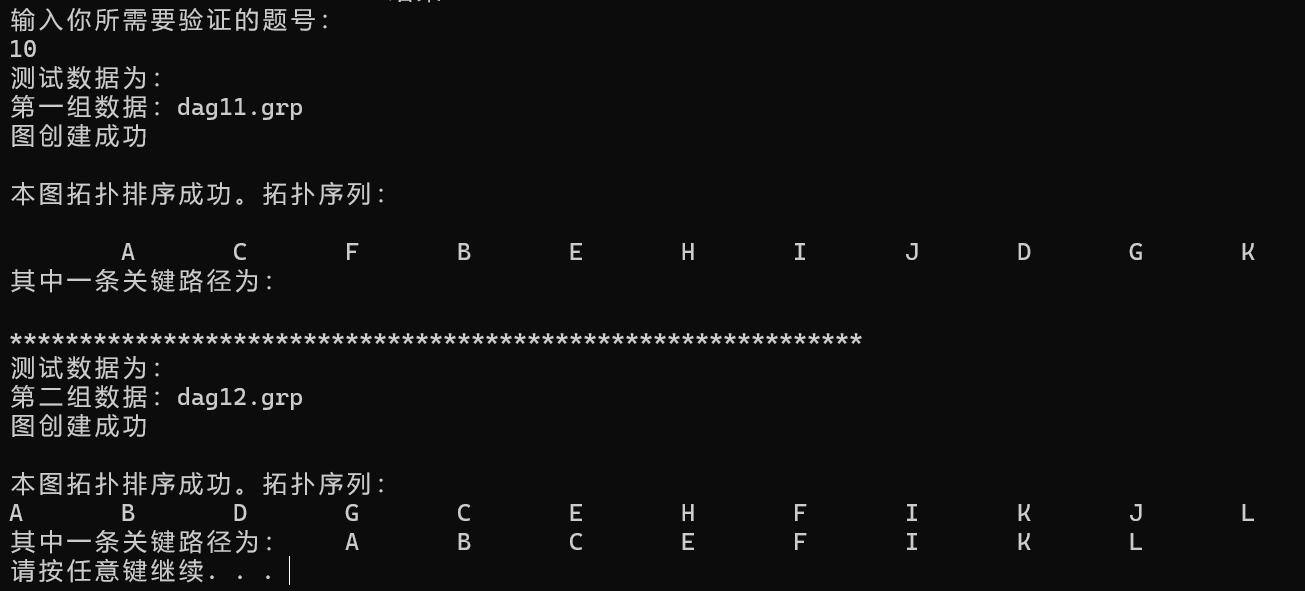 输入你所需要验证的题号：
10
测试数据为：
第一组数据：dag11.grp
图创建成功
本图拓扑排序成功。拓扑序列：
A C F B E H I J D G K
其中一条关键路径为：
*************************************************************
测试数据为：
第二组数据：dag12.grp
图创建成功
本图拓扑排序成功。拓扑序列：
A B D G C E H F I K J L
其中一条关键路径为： A B C E F I K L
请按任意键继续. . .